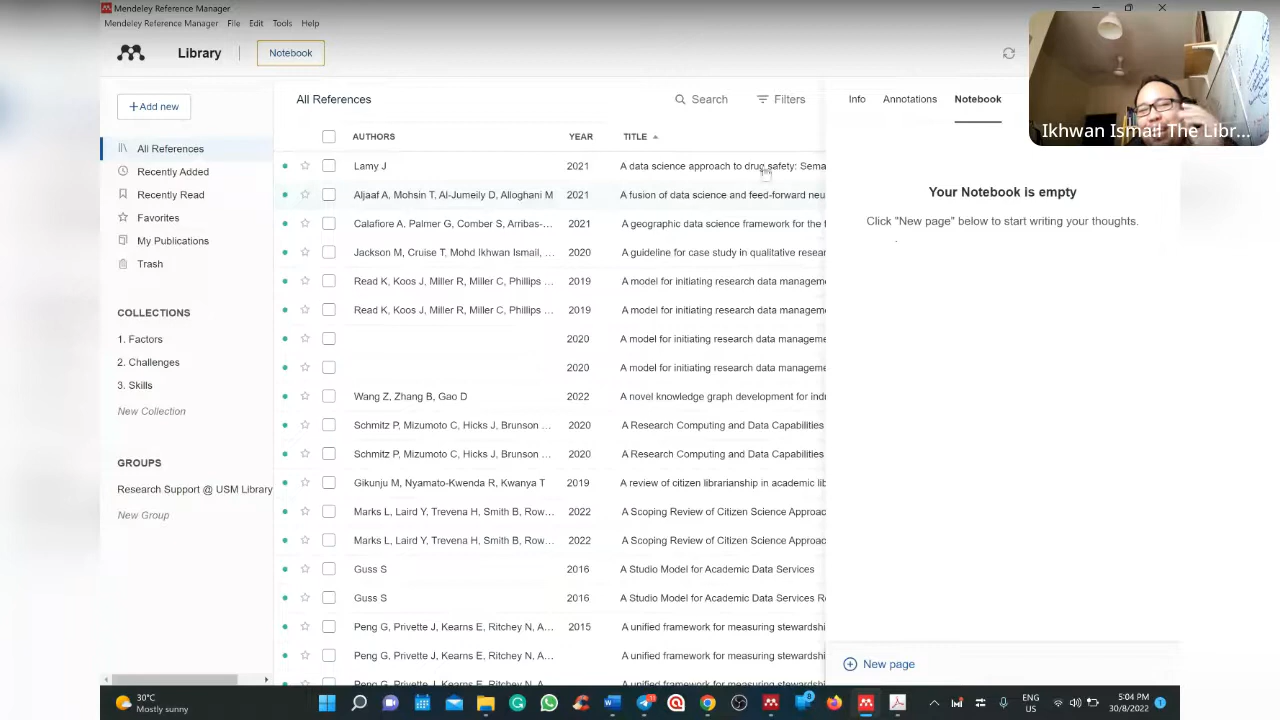 Mendeley Reference Manager
Mendeley Reference Manager File Edit Tools Help
Library
Notebook
+ Add new
All References
Recently Added
Recently Read
Favorites
My Publications
Trash
COLLECTIONS
1. Factors
2. Challenges
3. Skills
New Collection
GROUPS
Research Support @ USM Library
New Group
All References
Search
Filters
AUTHORS YEAR TITLE
Lamy J 2021 A data science approach to drug safety: Sema
Aljaaf A, Mohsin T, Al-Jumeily D, Alloghani M 2021 A fusion of data science and feed-forward neu
Calafiore A, Palmer G, Comber S, Arribas-... 2021 A geographic data science framework for the f
Jackson M, Cruise T, Mohd Ikhwan Ismail, ... 2020 A guideline for case study in qualitative resear
Read K, Koos J, Miller R, Miller C, Phillips ... 2019 A model for initiating research data manageme
Read K, Koos J, Miller R, Miller C, Phillips ... 2019 A model for initiating research data manageme
2020 A model for initiating research data manageme
2020 A model for initiating research data manageme
Wang Z, Zhang B, Gao D 2022 A novel knowledge graph development for indu
Schmitz P, Mizumoto C, Hicks J, Brunson ... 2020 A Research Computing and Data Capabilities
Schmitz P, Mizumoto C, Hicks J, Brunson ... 2020 A Research Computing and Data Capabilities
Gikunju M, Nyamato-Kwenda R, Kwanya T 2019 A review of citizen librarianship in academic lib
Marks L, Laird Y, Trevena H, Smith B, Row... 2022 A Scoping Review of Citizen Science Approac
Marks L, Laird Y, Trevena H, Smith B, Row... 2022 A Scoping Review of Citizen Science Approac
Guss S 2016 A Studio Model for Academic Data Services
Guss S 2016 A Studio Model for Academic Data Services R
Peng G, Privette J, Kearns E, Ritchey N, A... 2015 A unified framework for measuring stewardshi
Peng G, Privette J, Kearns E, Ritchey N, A... A unified framework for measuring stewardshi
Peng G, Privette J, Kearns E, Ritchey N, A... A unified framework for measuring stewardshi
Info Annotations Notebook
Your Notebook is empty
Click "New page" below to start writing your thoughts.
New page
Ikhwan Ismail The Libr...
30°C
Mostly sunny
ENG
US
5:04 PM
30/8/2022